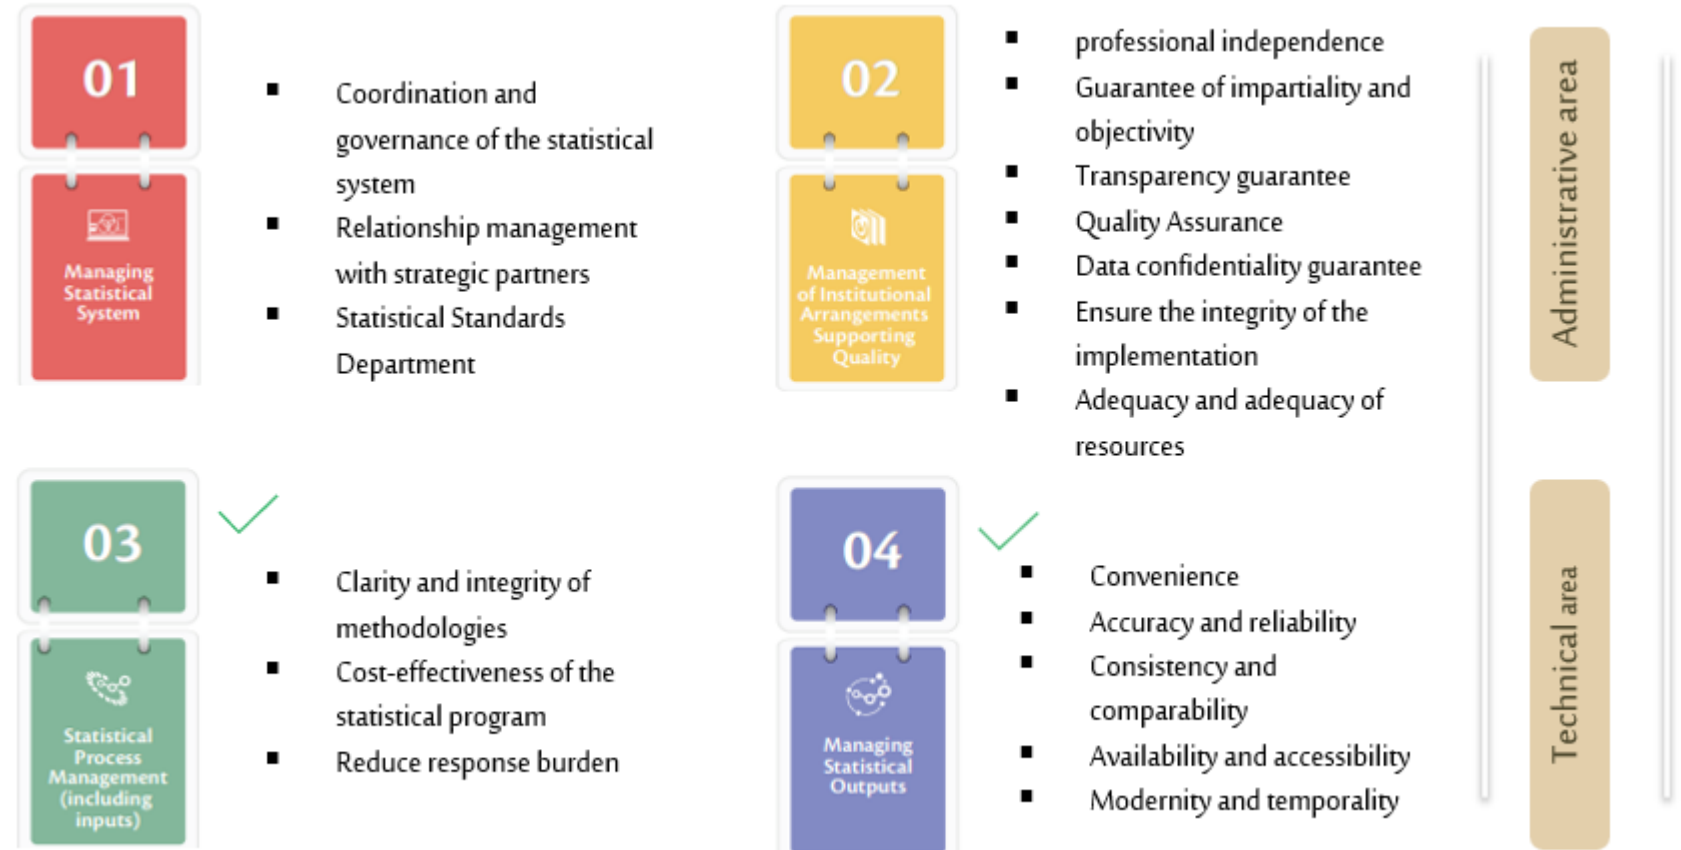 01
Managing
Statistical
System
Coordination and
governance of the statistical
system
Relationship management
with strategic partners
Statistical Standards
Department
02
Management
of Institutional
Arrangements
Supporting
Quality
professional independence
Guarantee of impartiality and
objectivity
Transparency guarantee
Quality Assurance
Data confidentiality guarantee
Ensure the integrity of the
implementation
Adequacy and adequacy of
resources
Administrative area
03
Statistical
Process
Management
(including
inputs)
Clarity and integrity of
methodologies
Cost-effectiveness of the
statistical program
Reduce response burden
04
Managing
Statistical
Outputs
Convenience
Accuracy and reliability
Consistency and
comparability
Availability and accessibility
Modernity and temporality
Technical area